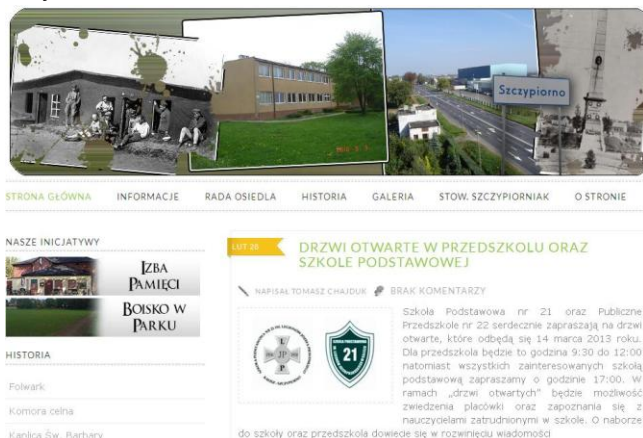 Szczypiorno
STRONA GŁÓWNA INFORMACJE RADA OSIEDLA HISTORIA GALERIA STOW. SZCZYPIORNIAK O STRONIE
NASZE INICJATYWY
IZBA
PAMIĘCI
BOISKO W
PARKU
HISTORIA
Folwark
Komora celna
Kaplica Św. Barbary
LUT 28
DRZWI OTWARTE W PRZEDSZKOLU ORAZ
SZKOLE PODSTAWOWEJ
NAPISAŁ TOMASZ CHAJDUK BRAK KOMENTARZY
JP
SZKOŁA PODSTAWOWA
21
Szkoła Podstawowa nr 21 oraz Publiczne
Przedszkole nr 22 serdecznie zapraszają na drzwi
otwarte, które odbędą się 14 marca 2013 roku.
Dla przedszkola będzie to godzina 9:30 do 12:00
natomiast wszystkich zainteresowanych szkołą
podstawową zapraszamy o godzinie 17:00. W
ramach „drzwi otwartych" będzie możliwość
zwiedzenia placówki oraz zapoznania się z
nauczycielami zatrudnionymi w szkole. O naborze
do szkoły oraz przedszkola dowiecie się w rozwinięciu wiadomości